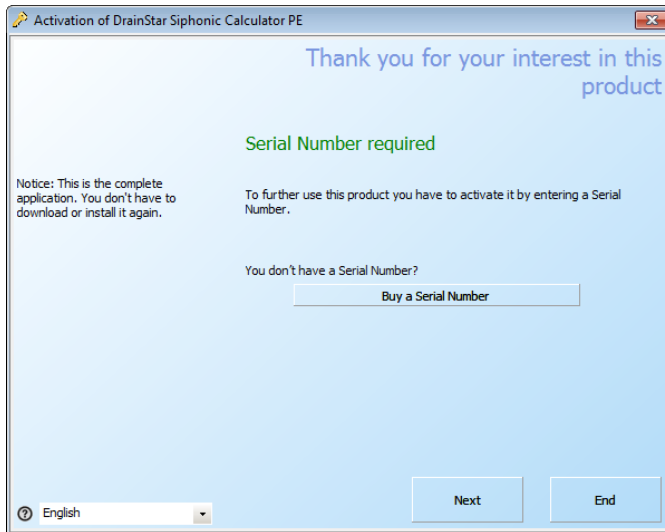 Activation of DrainStar Siphonic Calculator PE
Thank you for your interest in this
product
Serial Number required
Notice: This is the complete
application. You don't have to
download or install it again.
To further use this product you have to activate it by entering a Serial
Number.
You don't have a Serial Number?
Buy a Serial Number
Next
End
English